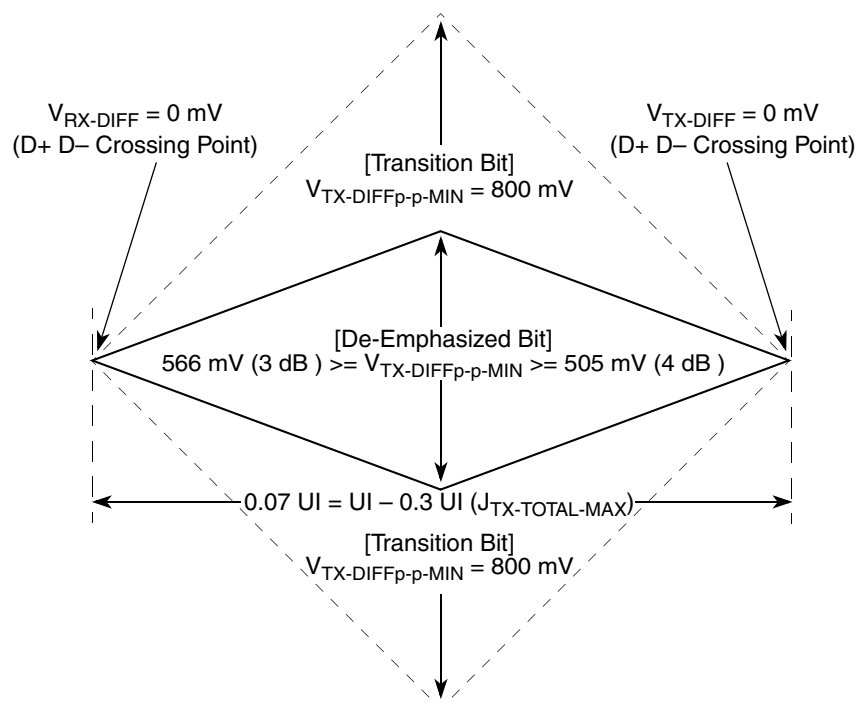 V_RX-DIFF = 0 mV
(D+ D– Crossing Point)
V_TX-DIFF = 0 mV
(D+ D– Crossing Point)
[Transition Bit]
V_TX-DIFFp-p-MIN = 800 mV
[De-Emphasized Bit]
566 mV (3 dB ) >= V_TX-DIFFp-p-MIN >= 505 mV (4 dB )
0.07 UI = UI – 0.3 UI (J_TX-TOTAL-MAX)
[Transition Bit]
V_TX-DIFFp-p-MIN = 800 mV